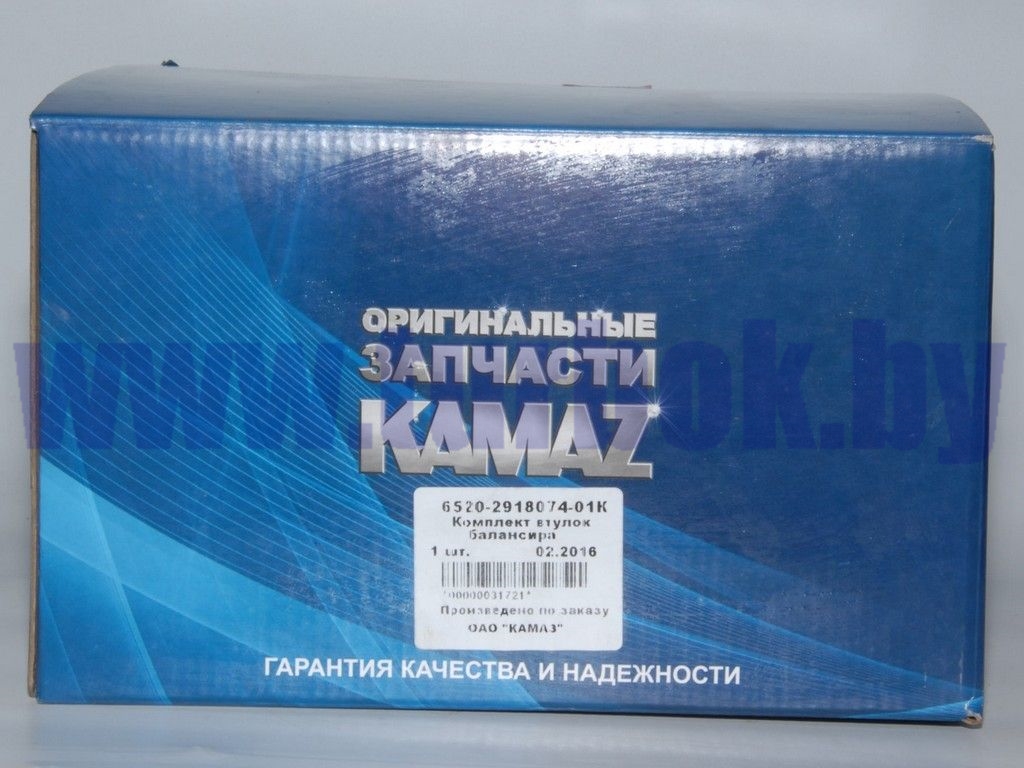 ОРИГИНАЛЬНЫЕ
ЗАПЧАСТИ
KAMAZ
6520-2918074-01К
Комплект втулок
балансира
1 шт. 02.2016
*00000031721*
Произведено по заказу
ОАО "КАМАЗ"
ГАРАНТИЯ КАЧЕСТВА И НАДЕЖНОСТИ